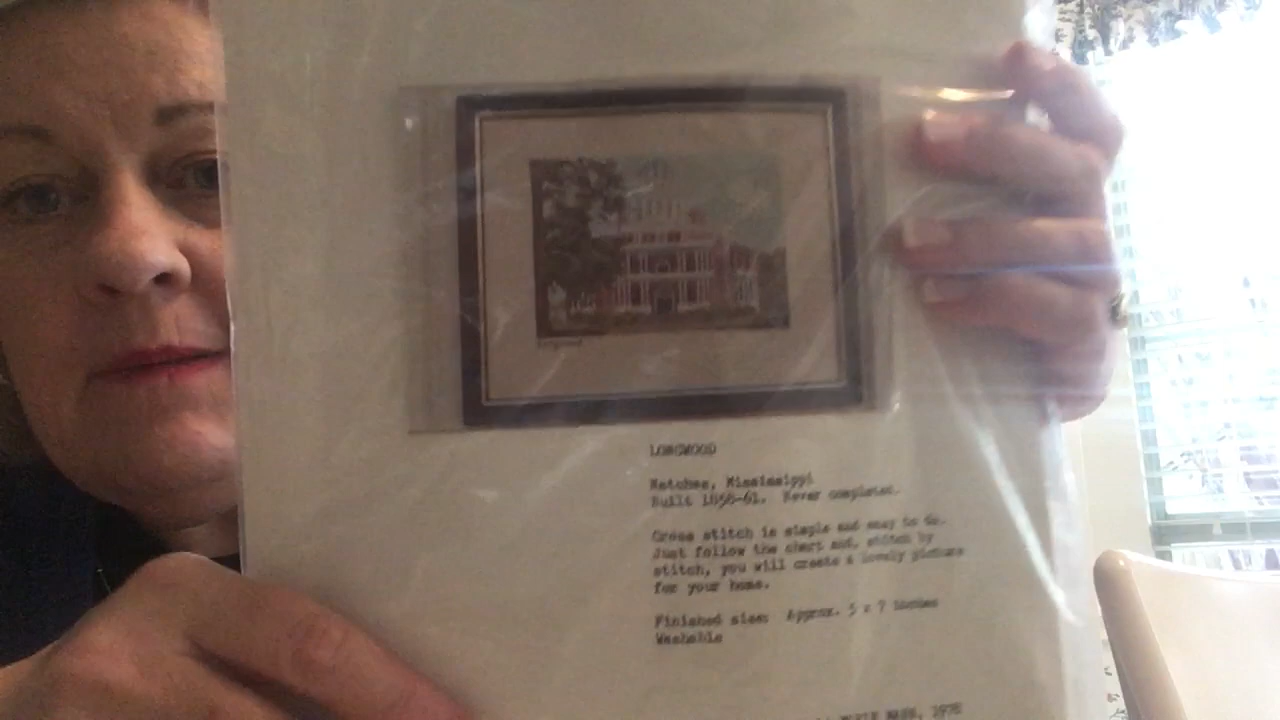 LONGWOOD
Natchez, Mississippi
Built 1858-61. Never completed.
Cross stitch is simple and easy to do.
Just follow the chart and, stitch by
stitch, you will create a lovely picture
for your home.
Finished size: Approx. 5 x 7 inches
Washable
1978